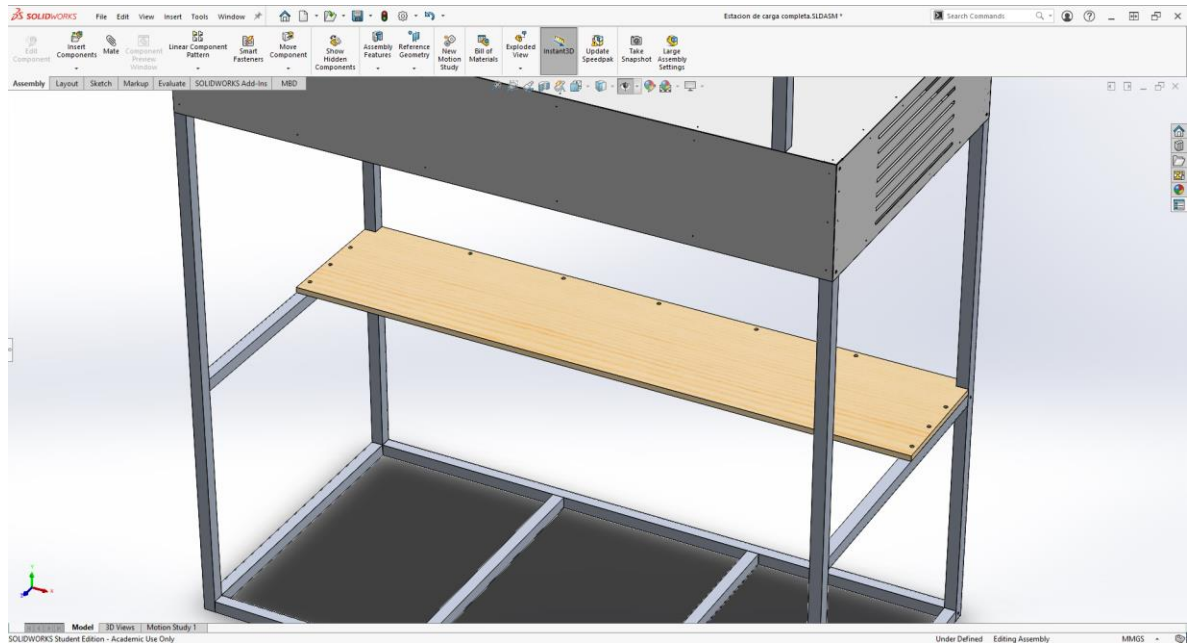 SOLIDWORKS File Edit View Insert Tools Window
Estacion de carga completa.SLDASM *
Search Commands
Edit Component
Insert Components
Mate
Component Preview Window
Linear Component Pattern
Smart Fasteners
Move Component
Show Hidden Components
Assembly Features
Reference Geometry
New Motion Study
Bill of Materials
Exploded View
Instant3D
Update Speedpak
Take Snapshot
Large Assembly Settings
Assembly Layout Sketch Markup Evaluate SOLIDWORKS Add-Ins MBD
Model 3D Views Motion Study 1
SOLIDWORKS Student Edition - Academic Use Only
Under Defined Editing Assembly MMGS